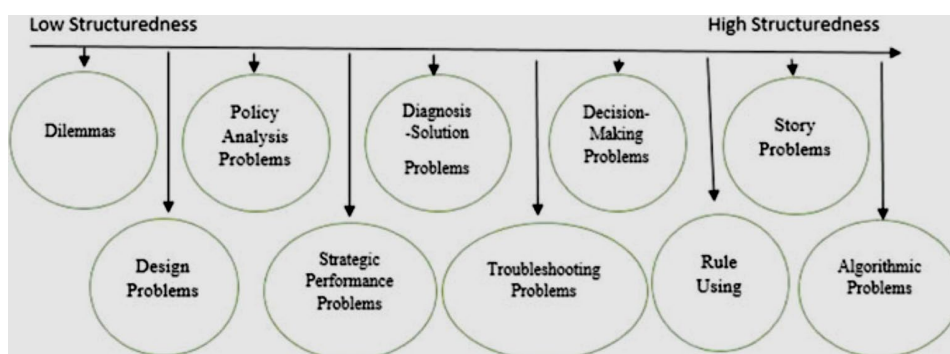 Low Structuredness
High Structuredness
Dilemmas
Policy
Analysis
Problems
Diagnosis
-Solution
Problems
Decision-
Making
Problems
Story
Problems
Design
Problems
Strategic
Performance
Problems
Troubleshooting
Problems
Rule
Using
Algorithmic
Problems